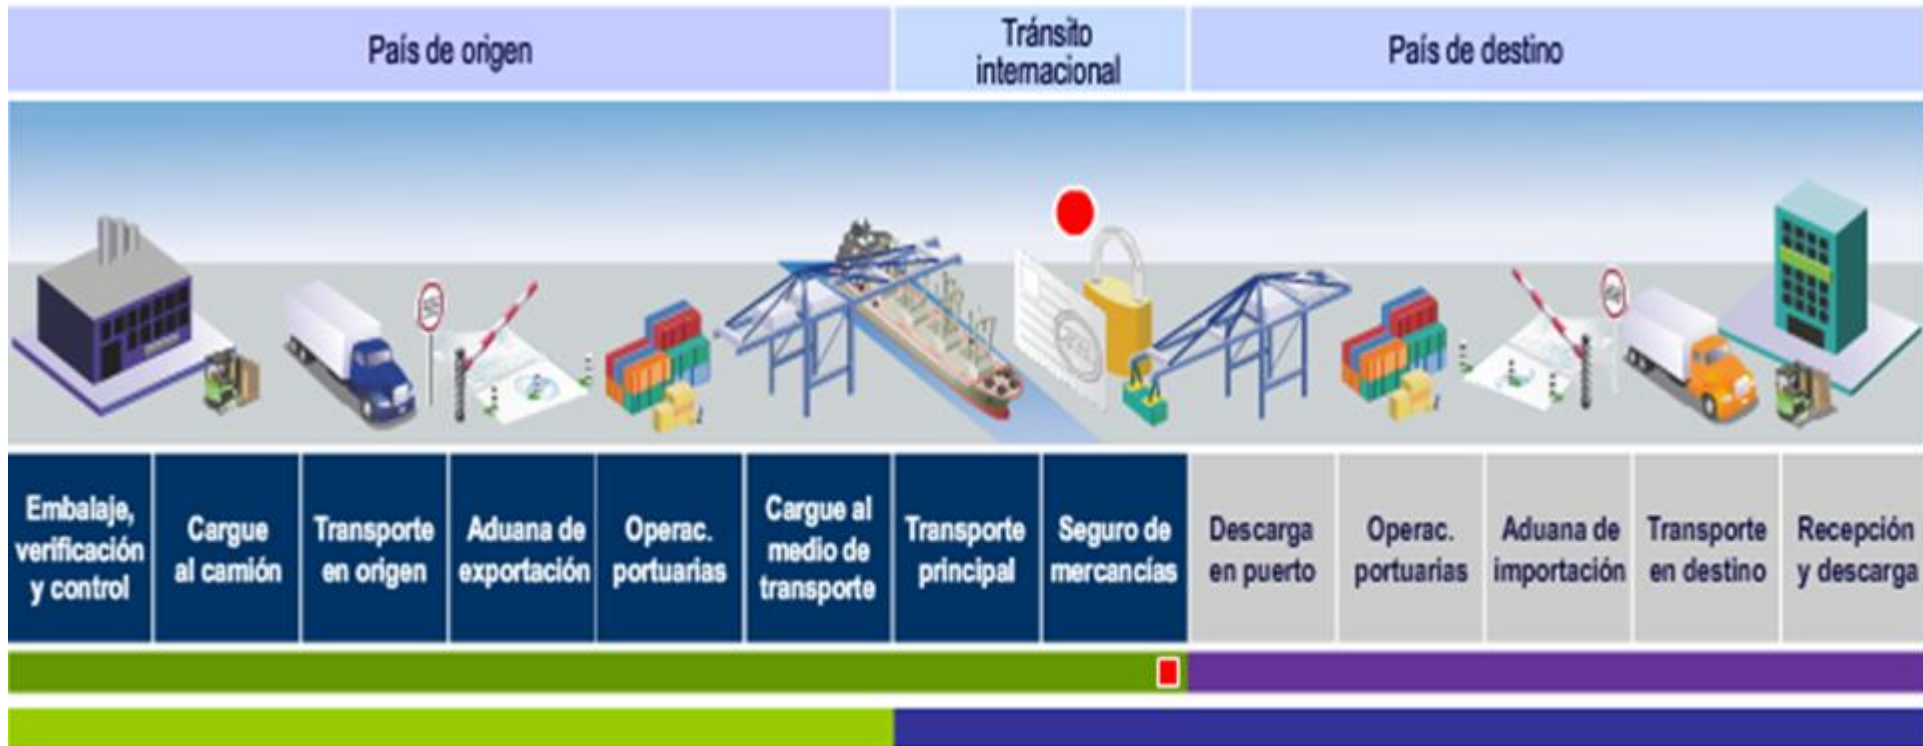 País de origen
Tránsito
internacional
País de destino
Embalaje,
verificación
y control
Cargue
al camión
Transporte
en origen
Aduana de
exportación
Operac.
portuarias
Cargue al
medio de
transporte
Transporte
principal
Seguro de
mercancías
Descarga
en puerto
Operac.
portuarias
Aduana de
importación
Transporte
en destino
Recepción
y descarga